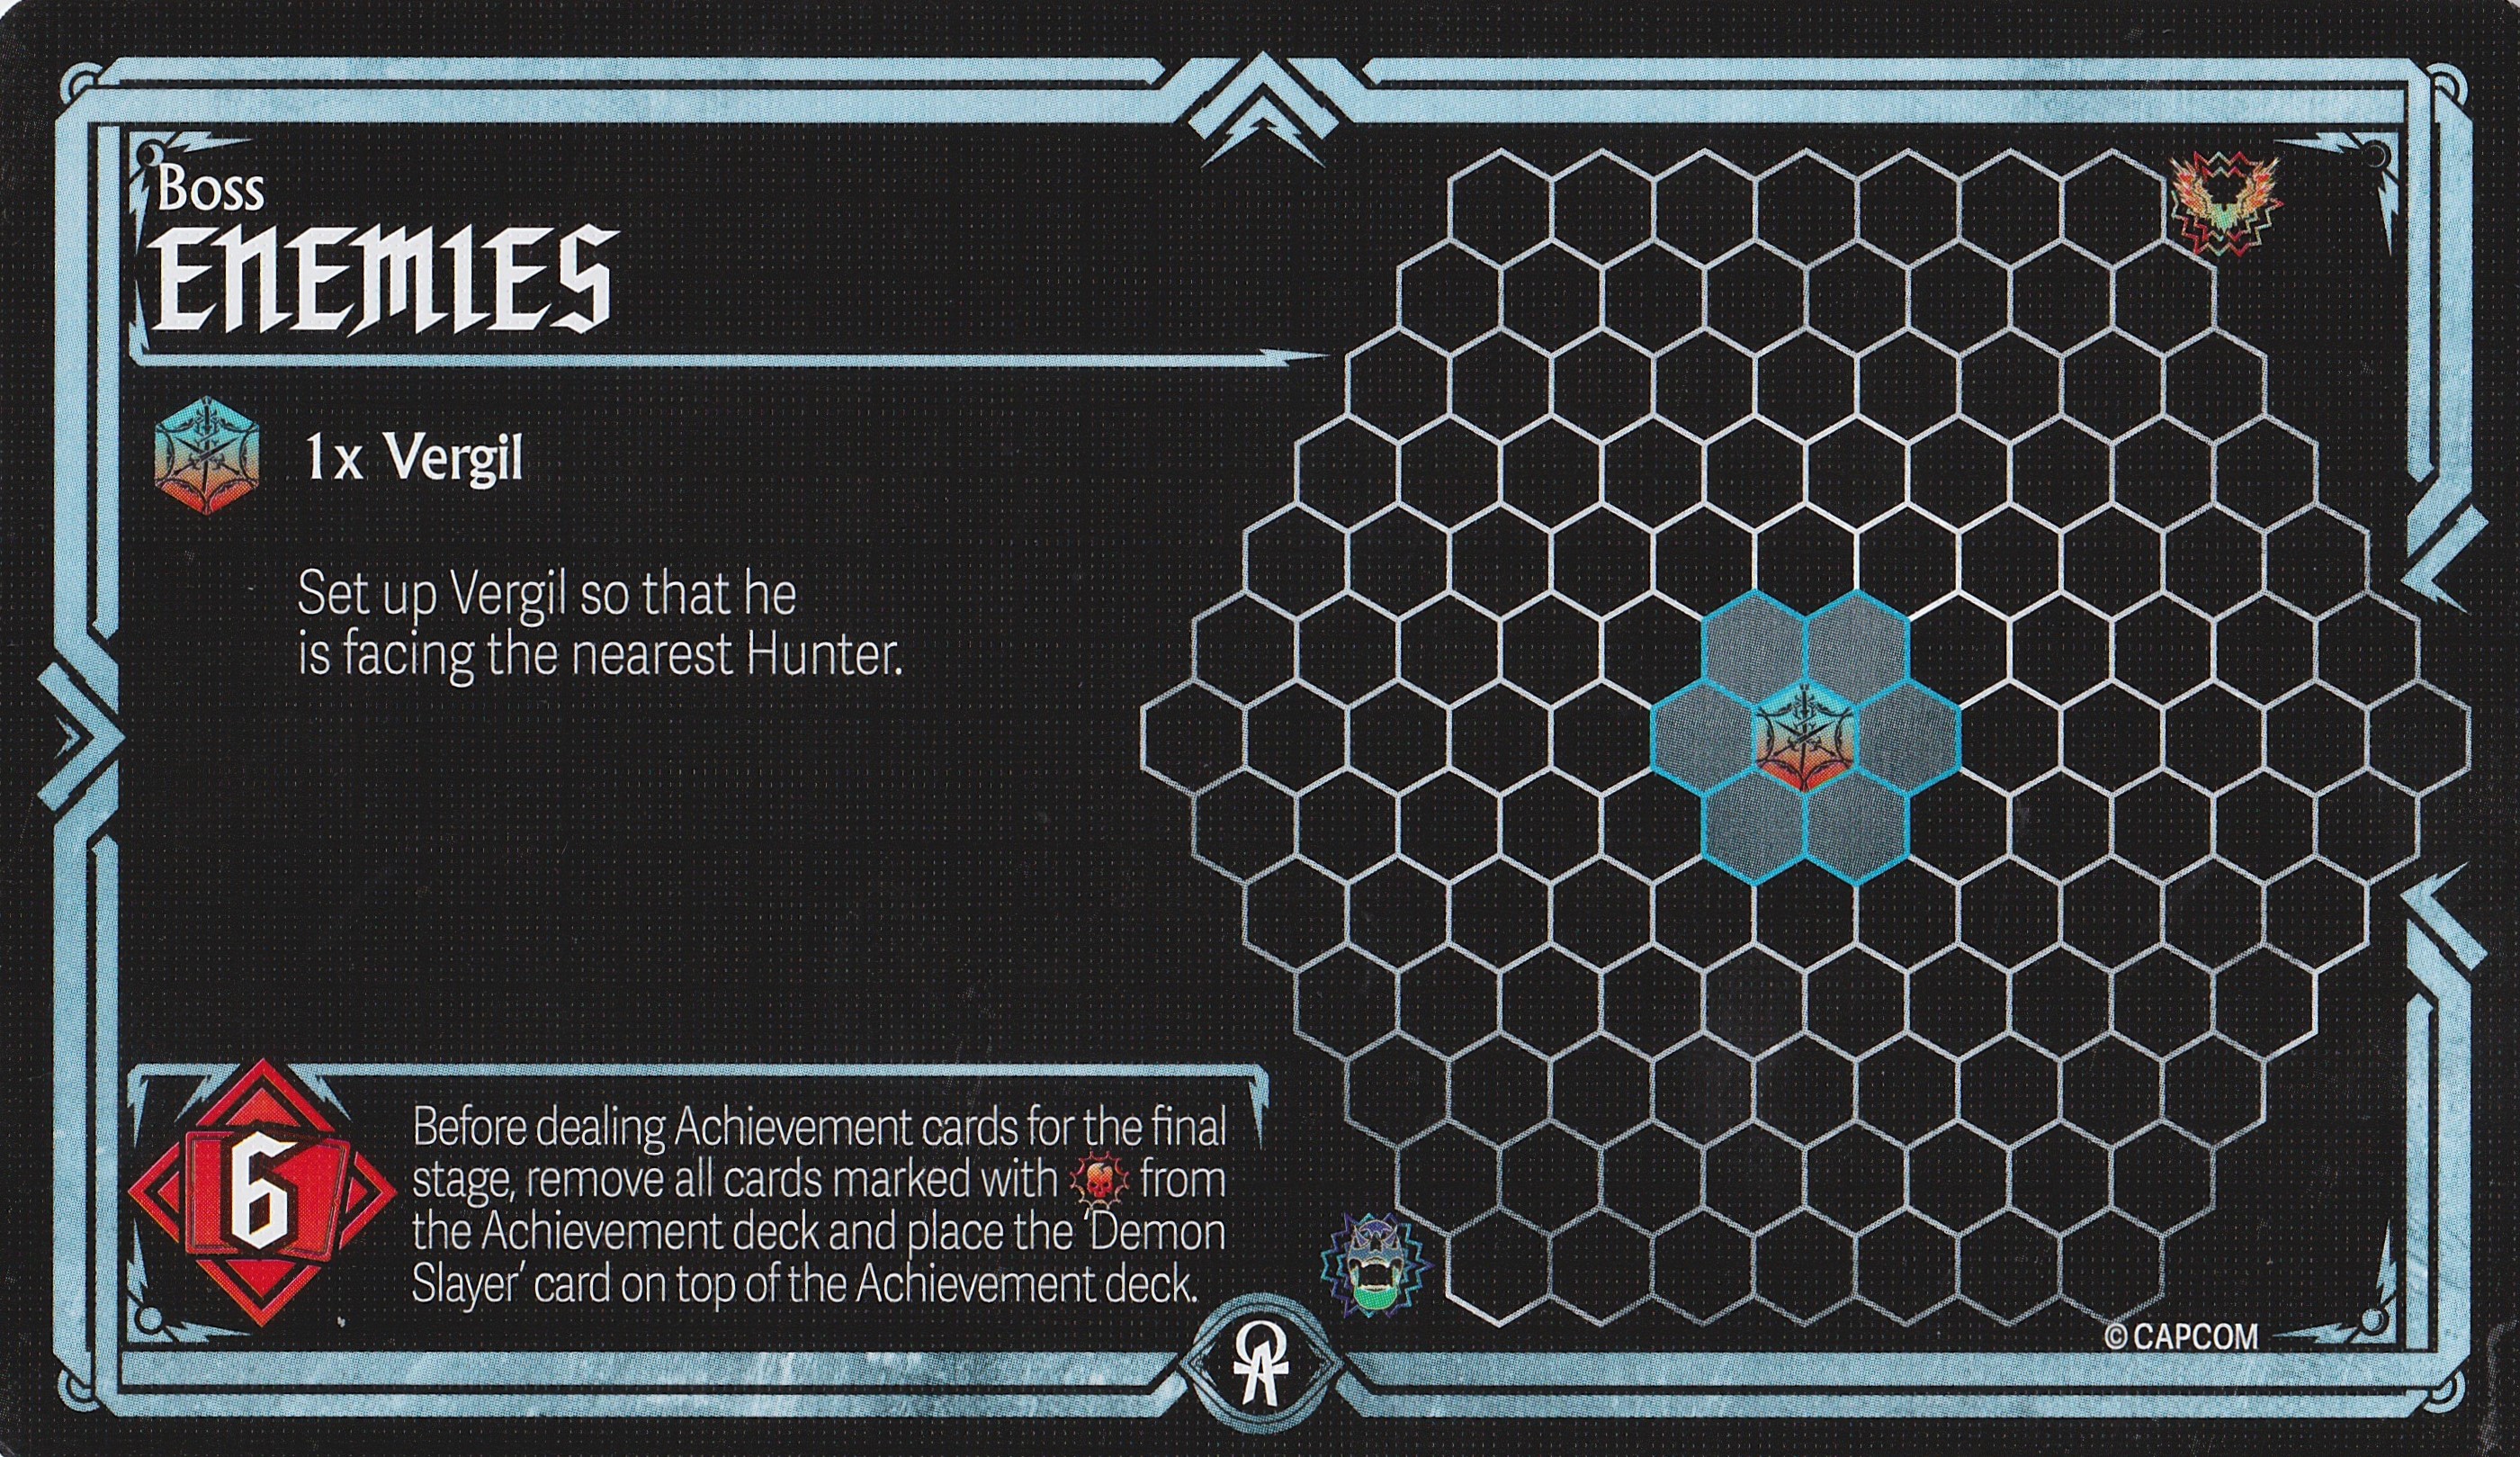 Boss
ENEMIES
1x Vergil
Set up Vergil so that he
is facing the nearest Hunter.
6
Before dealing Achievement cards for the final
stage, remove all cards marked with from
the Achievement deck and place the ‘Demon
Slayer’ card on top of the Achievement deck.
© CAPCOM